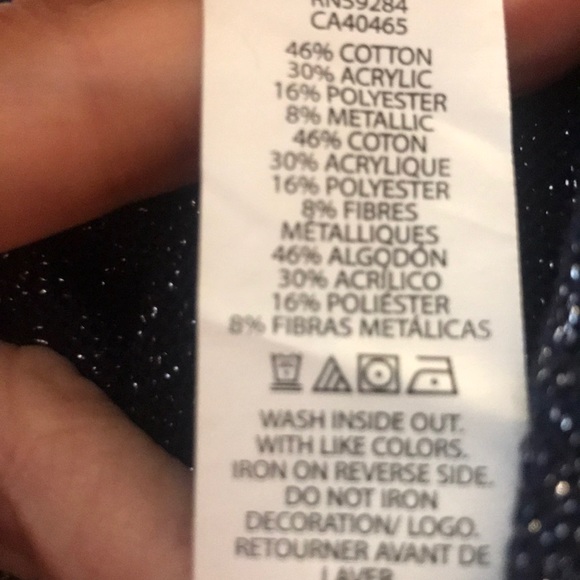 RN59284
CA40465
46% COTTON
30% ACRYLIC
16% POLYESTER
8% METALLIC
46% COTON
30% ACRYLIQUE
16% POLYESTER
8% FIBRES
MÉTALLIQUES
46% ALGODÓN
30% ACRÍLICO
16% POLIÉSTER
8% FIBRAS METÁLICAS
WASH INSIDE OUT.
WITH LIKE COLORS.
IRON ON REVERSE SIDE.
DO NOT IRON
DECORATION/ LOGO.
RETOURNER AVANT DE
LAVER